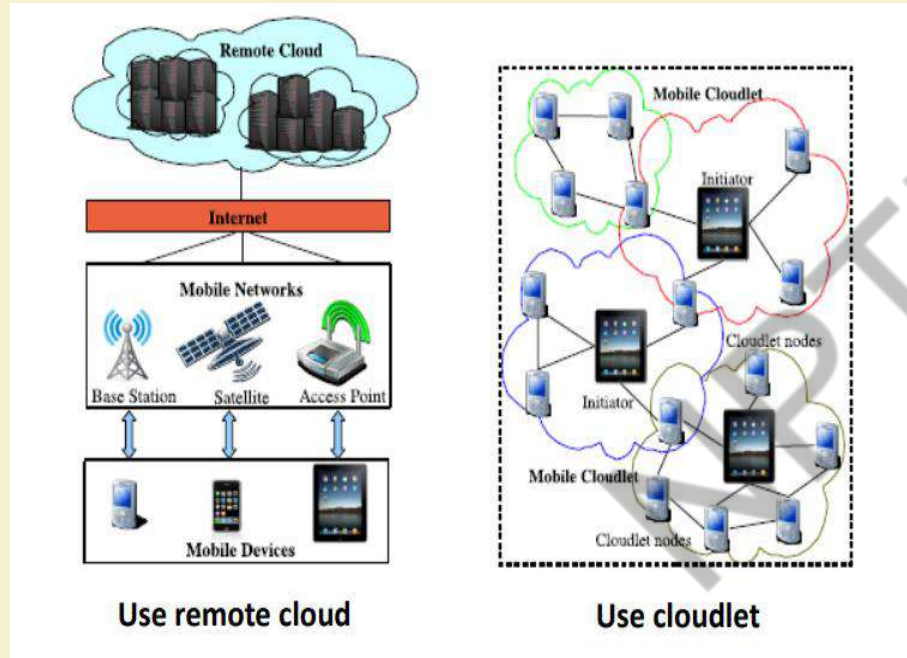 Remote Cloud
Internet
Mobile Networks
Base Station
Satellite
Access Point
Mobile Devices
Use remote cloud
Mobile Cloudlet
Initiator
Cloudlet nodes
Initiator
Mobile Cloudlet
Cloudlet nodes
Use cloudlet